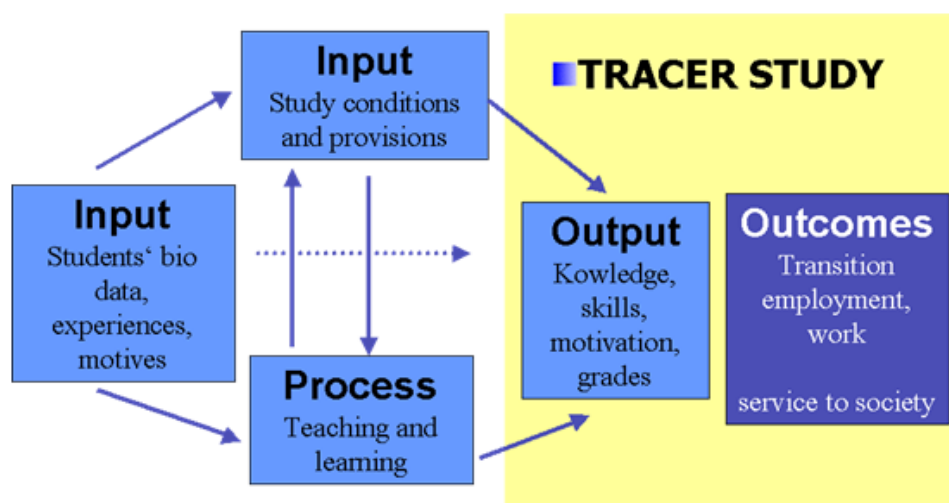 Input
Study conditions
and provisions
TRACER STUDY
Input
Students‘ bio
data,
experiences,
motives
Process
Teaching and
learning
Output
Kowledge,
skills,
motivation,
grades
Outcomes
Transition
employment,
work
service to society